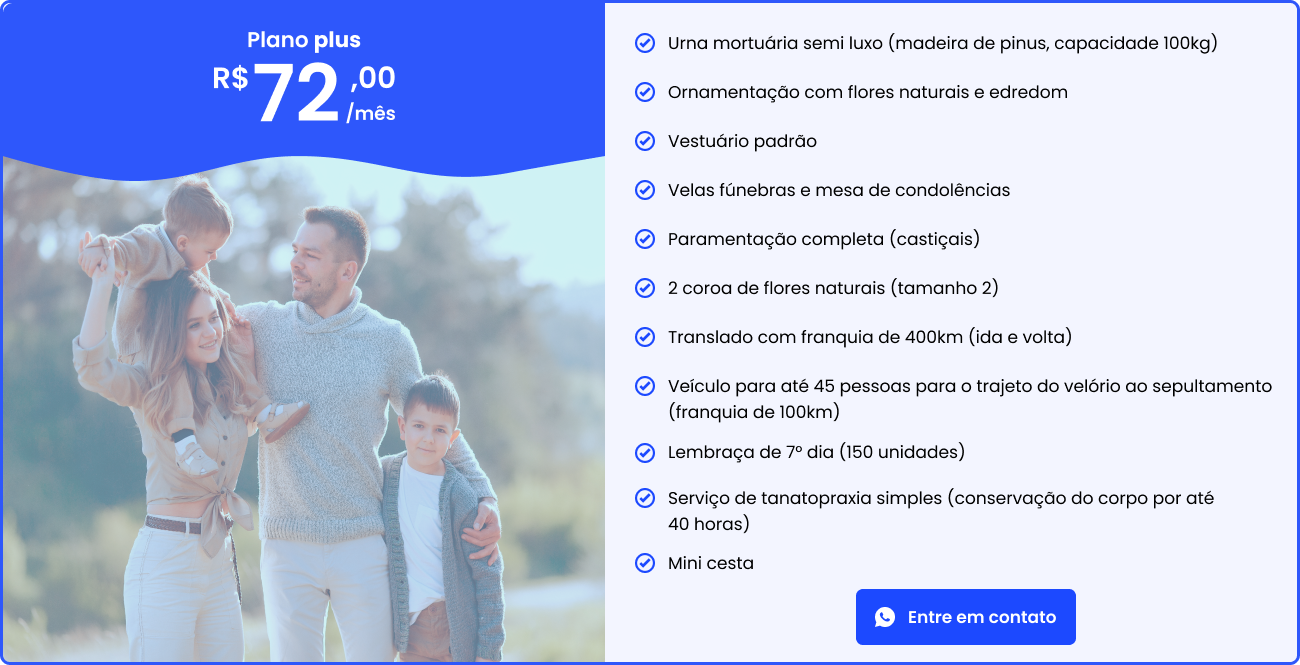 Plano plus
R$72,00
/mês
Urna mortuária semi luxo (madeira de pinus, capacidade 100kg)
Ornamentação com flores naturais e edredom
Vestuário padrão
Velas fúnebras e mesa de condolências
Paramentação completa (castiçais)
2 coroa de flores naturais (tamanho 2)
Translado com franquia de 400km (ida e volta)
Veículo para até 45 pessoas para o trajeto do velório ao sepultamento
(franquia de 100km)
Lembraça de 7º dia (150 unidades)
Serviço de tanatopraxia simples (conservação do corpo por até
40 horas)
Mini cesta
Entre em contato